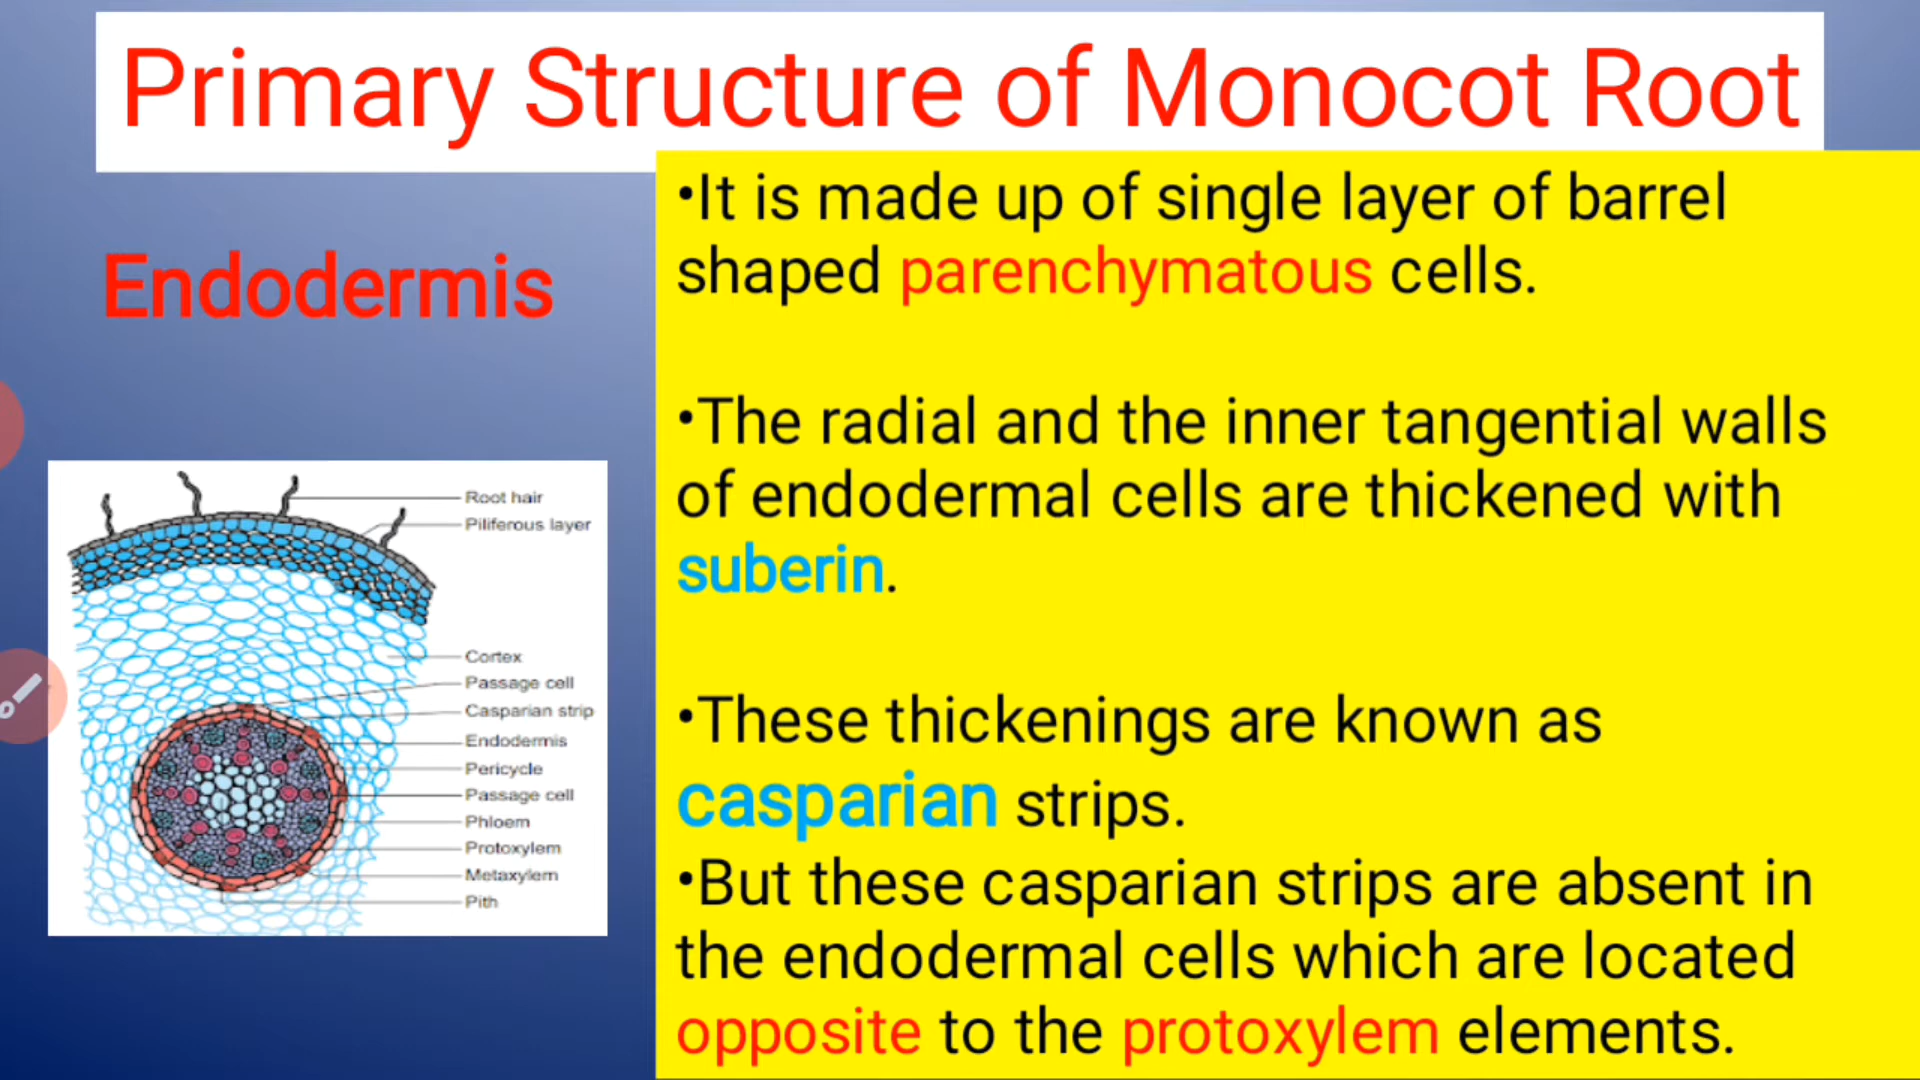 Primary Structure of Monocot Root
Endodermis
•It is made up of single layer of barrel
shaped parenchymatous cells.
•The radial and the inner tangential walls
of endodermal cells are thickened with
suberin.
•These thickenings are known as
casparian strips.
•But these casparian strips are absent in
the endodermal cells which are located
opposite to the protoxylem elements.
Root hair
Piliferous layer
Cortex
Passage cell
Casparian strip
Endodermis
Pericycle
Passage cell
Phloem
Protoxylem
Metaxylem
Pith